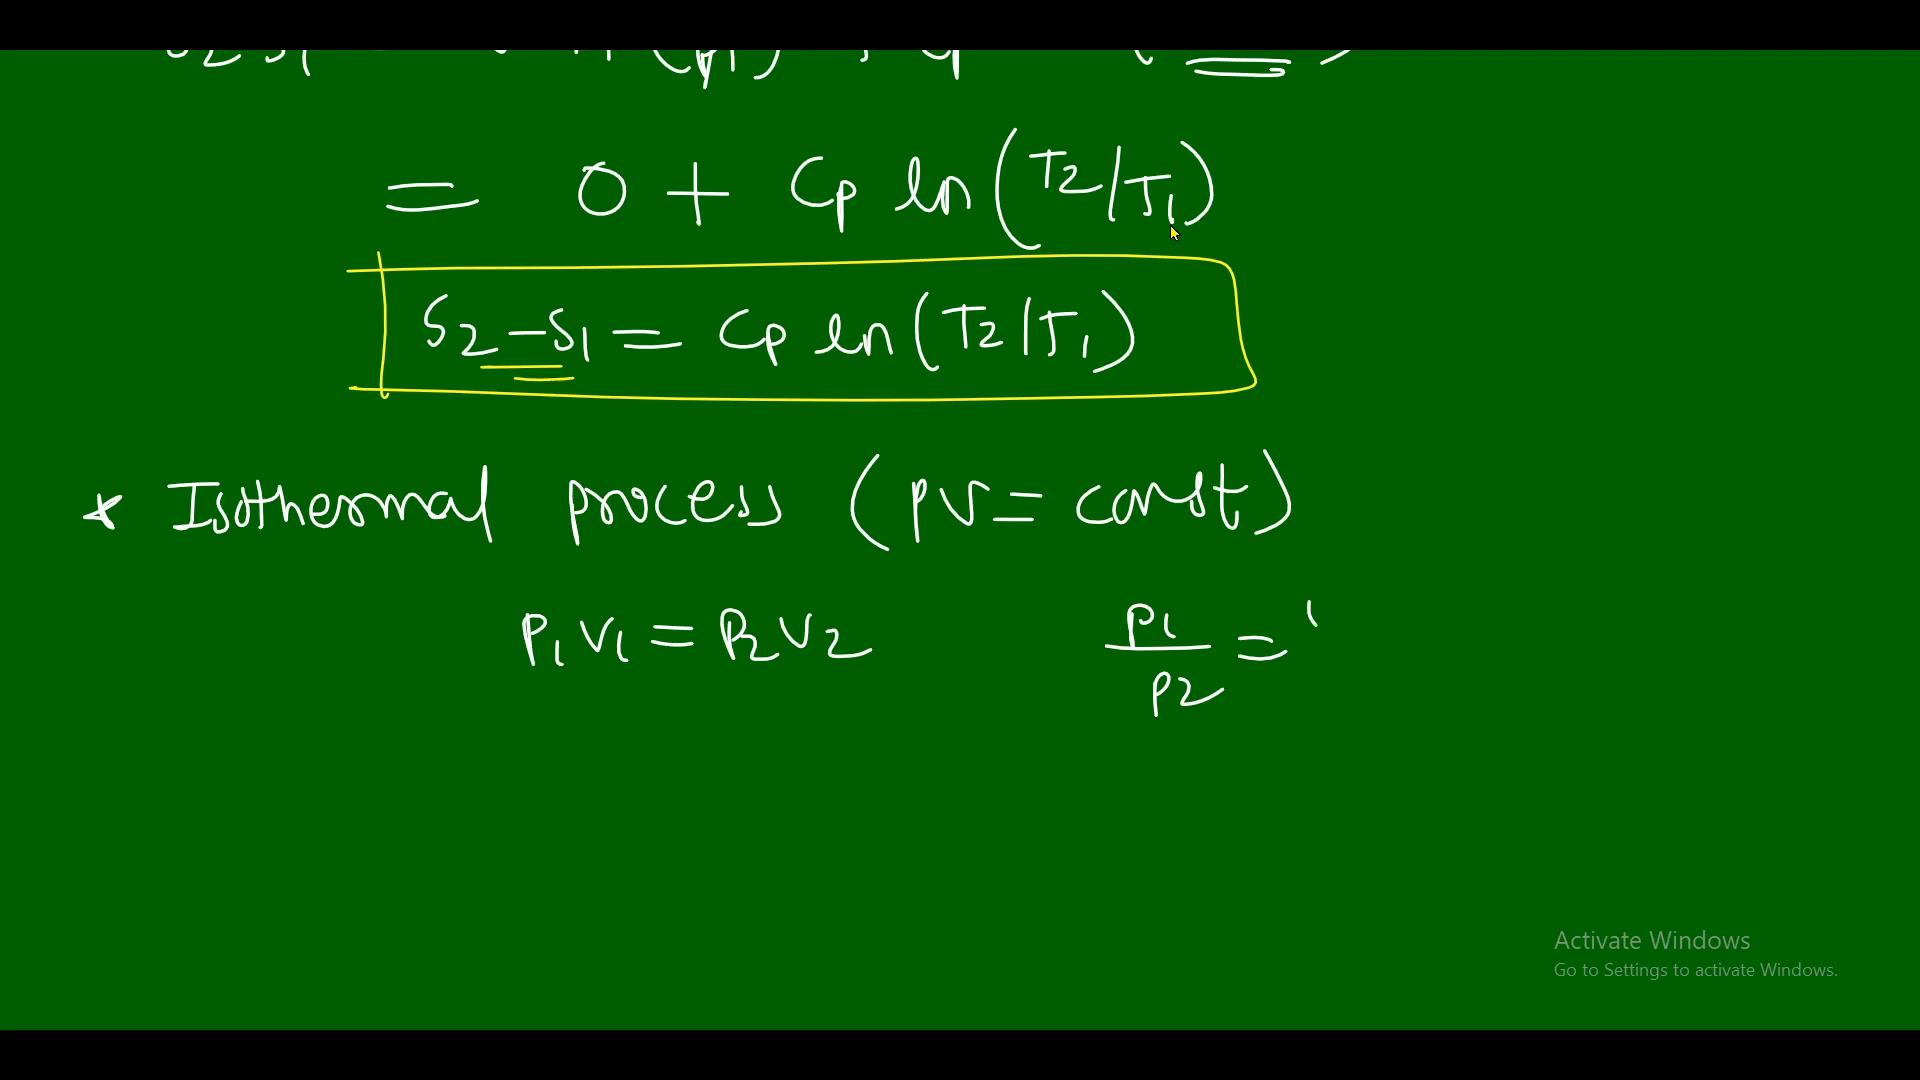 = 0 + Cp ln(T2/T1)
S2-S1 = Cp ln(T2/T1)
* Isothermal process (PV = const)
P1V1 = P2V2 P1/P2 =
Activate Windows
Go to Settings to activate Windows.